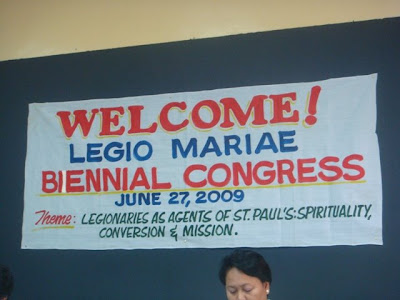 WELCOME!
LEGIO MARIAE
BIENNIAL CONGRESS
JUNE 27, 2009
Theme: LEGIONARIES AS AGENTS OF ST. PAUL'S: SPIRITUALITY,
CONVERSION & MISSION.